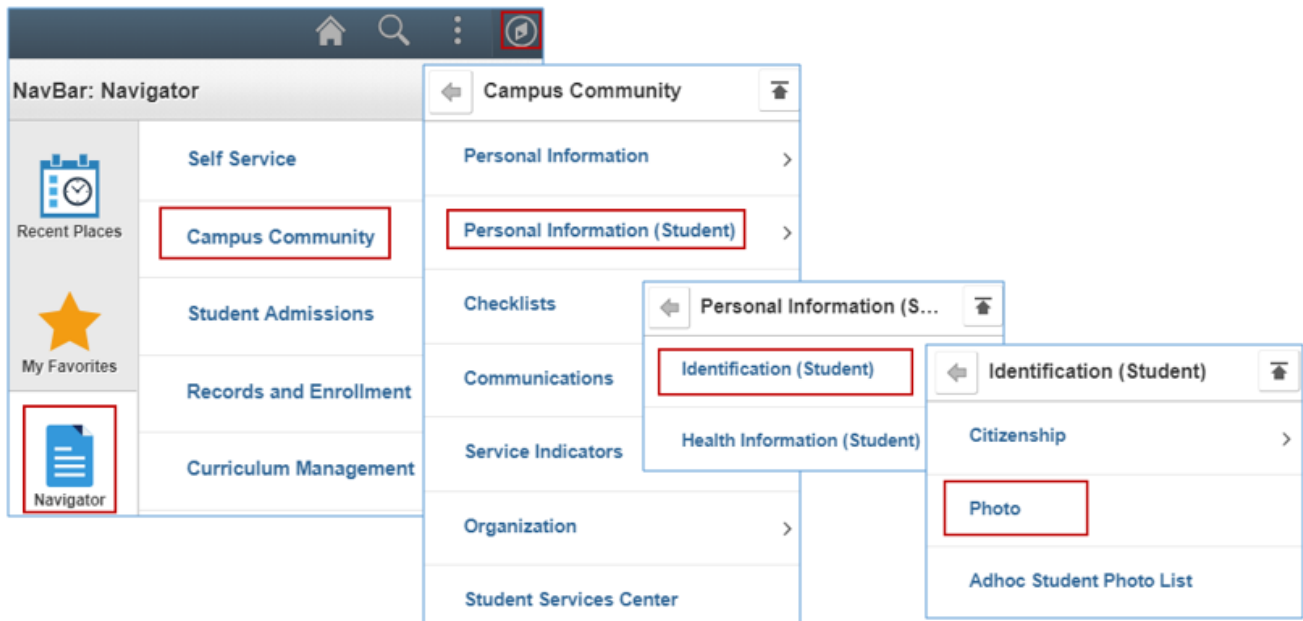 NavBar: Navigator
Recent Places
My Favorites
Navigator
Self Service
Campus Community
Student Admissions
Records and Enrollment
Curriculum Management
Campus Community
Personal Information
Personal Information (Student)
Checklists
Communications
Service Indicators
Organization
Student Services Center
Personal Information (S...
Identification (Student)
Health Information (Student)
Identification (Student)
Citizenship
Photo
Adhoc Student Photo List